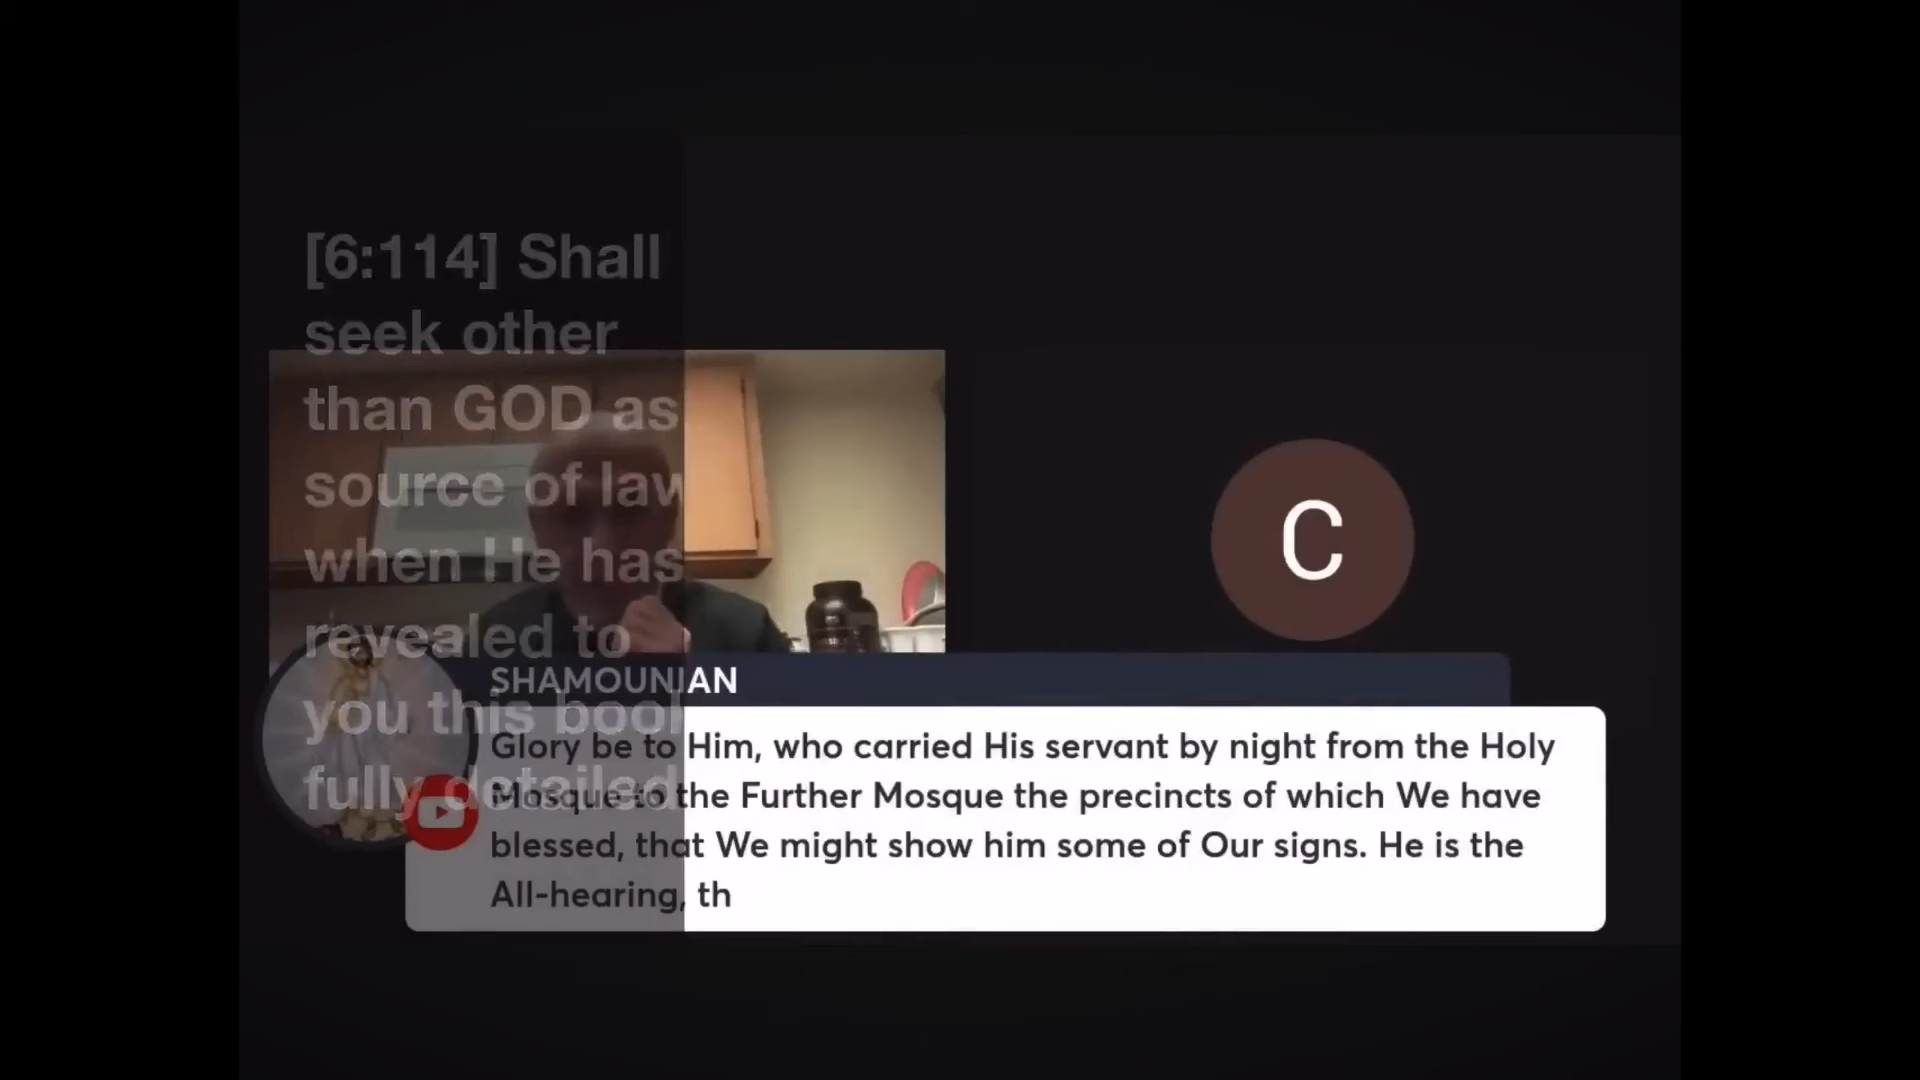 [6:114] Shall
seek other
than GOD as
source of law
when He has
revealed to
you this book
fully detailed
C
SHAMOUNIAN
Glory be to Him, who carried His servant by night from the Holy
Mosque to the Further Mosque the precincts of which We have
blessed, that We might show him some of Our signs. He is the
All-hearing, th